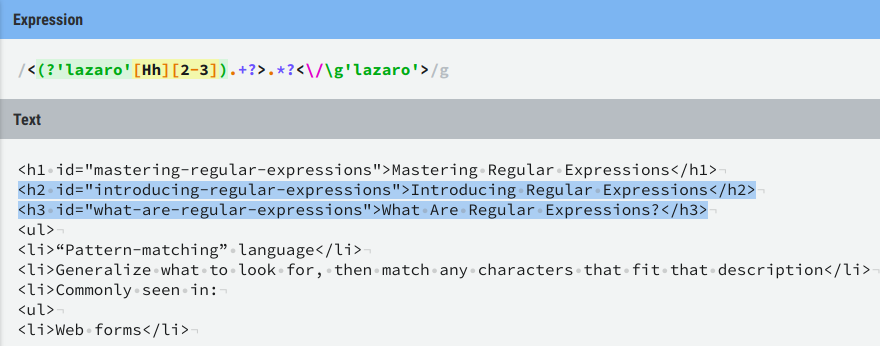 Expression
/<(?'lazaro'[Hh][2-3]).+?>.*?<\/\g'lazaro'>/g
Text
<h1 id="mastering-regular-expressions">Mastering Regular Expressions</h1>
<h2 id="introducing-regular-expressions">Introducing Regular Expressions</h2>
<h3 id="what-are-regular-expressions">What Are Regular Expressions?</h3>
<ul>
<li>“Pattern-matching” language</li>
<li>Generalize what to look for, then match any characters that fit that description</li>
<li>Commonly seen in:
<ul>
<li>Web forms</li>